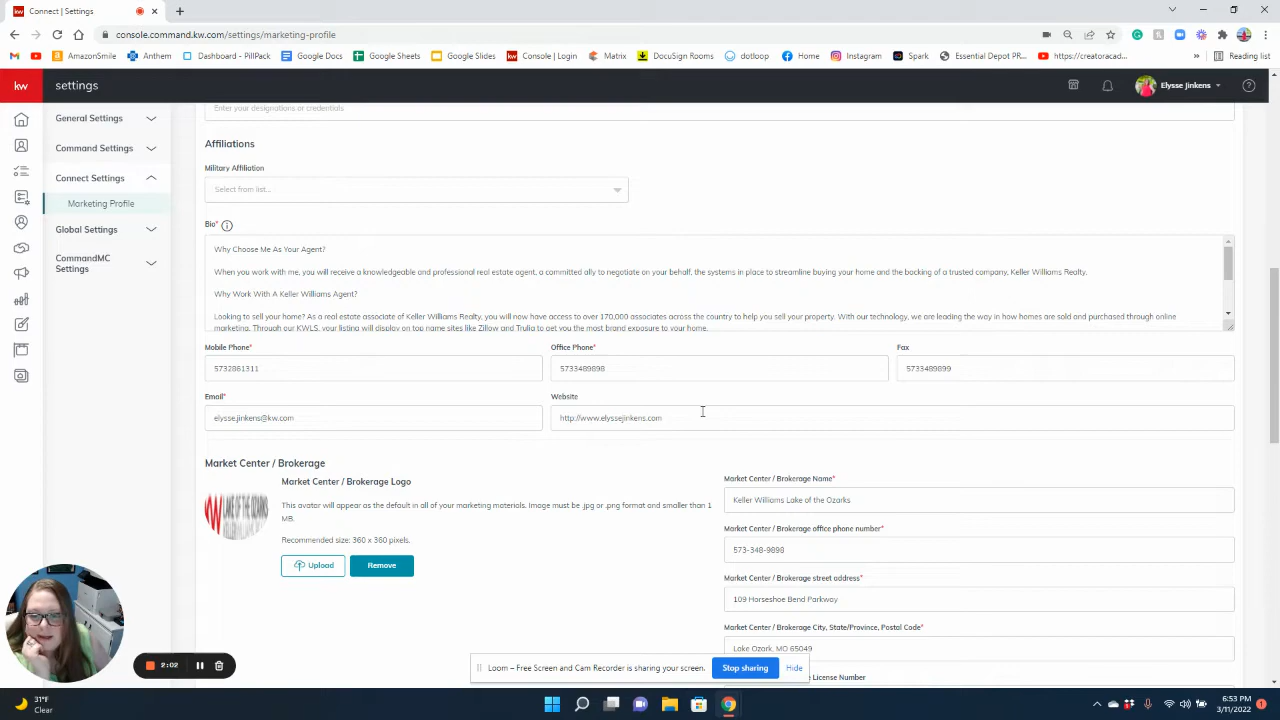 Connect | Settings
console.command.kw.com/settings/marketing-profile
AmazonSmile
Anthem
Dashboard - PillPack
Google Docs
Google Sheets
Google Slides
Console | Login
Matrix
DocuSign Rooms
dotloop
Home
Instagram
Spark
Essential Depot Pro...
https://creatoracad...
Reading list
kw
settings
Elysse Jinkens
General Settings
Command Settings
Connect Settings
Marketing Profile
Global Settings
CommandMC
Settings
Enter your designations or credentials
Affiliations
Military Affiliation
Select from list...
Bio*
Why Choose Me As Your Agent?
When you work with me, you will receive a knowledgeable and professional real estate agent, a committed ally to negotiate on your behalf, the systems in place to streamline buying your home and the backing of a trusted company, Keller Williams Realty.
Why Work With A Keller Williams Agent?
Looking to sell your home? As a real estate associate of Keller Williams Realty, you will now have access to over 170,000 associates across the country to help you sell your property. With our technology, we are leading the way in how homes are sold and purchased through online
marketing. Through our KWLS, your listing will display on top name sites like Zillow and Trulia to get you the most brand exposure to your home.
Mobile Phone*
Office Phone*
Fax
5732861311
5733489898
5733489899
Email*
Website
elysse.jinkens@kw.com
http://www.elyssejinkens.com
Market Center / Brokerage
Market Center / Brokerage Logo
This avatar will appear as the default in all of your marketing materials. Image must be .jpg or .png format and smaller than 1
MB.
Recommended size: 360 x 360 pixels.
Upload
Remove
LAKE OF THE OZARKS
Market Center / Brokerage Name*
Keller Williams Lake of the Ozarks
Market Center / Brokerage office phone number*
573-348-9898
Market Center / Brokerage street address*
109 Horseshoe Bend Parkway
Market Center / Brokerage City, State/Province, Postal Code*
Lake Ozark, MO 65049
e License Number
2:02
Loom – Free Screen and Cam Recorder is sharing your screen.
Stop sharing
Hide
31°F
Clear
6:53 PM
3/11/2022